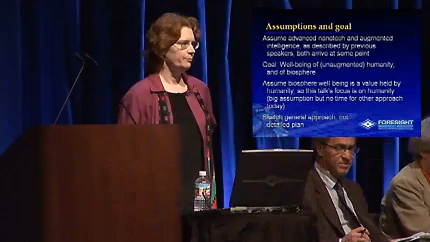 Assumptions and goal
Assume advanced nanotech and augmented
intelligence, as described by previous
speakers, both arrive at some point
Goal: Well-being of (unaugmented) humanity,
and of biosphere
Assume biosphere well being is a value held by
humanity, so this talk's focus is on humanity
(big assumption but no time for other approach
today)
Sketch general approach, not
detailed plan
FORESIGHT